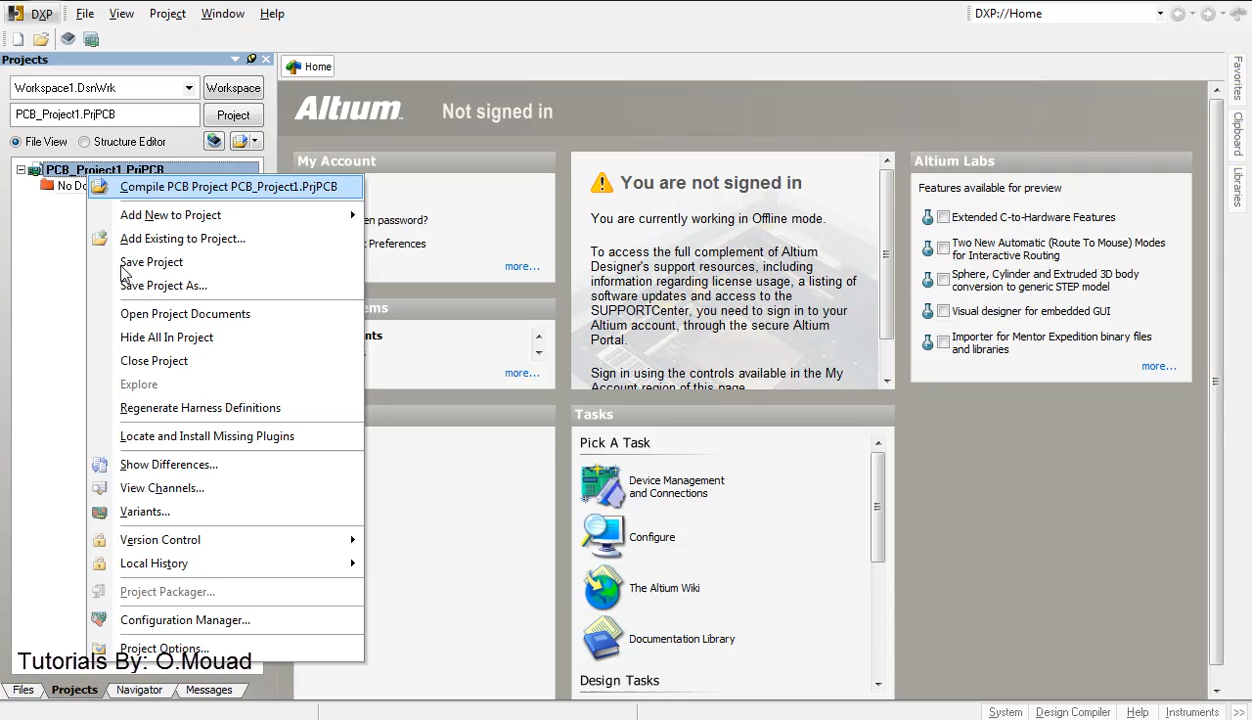 DXP File View Project Window Help DXP://Home
Projects
Home
Workspace1.DsnWrk Workspace
PCB_Project1.PrjPCB Project
File View Structure Editor
PCB_Project1.PrjPCB
No Do
Compile PCB Project PCB_Project1.PrjPCB
Add New to Project
Add Existing to Project...
Save Project
Save Project As...
Open Project Documents
Hide All In Project
Close Project
Explore
Regenerate Harness Definitions
Locate and Install Missing Plugins
Show Differences...
View Channels...
Variants...
Version Control
Local History
Project Packager...
Configuration Manager...
Project Options...
Tutorials By: O.Mouad
Files Projects Navigator Messages
Altium Not signed in
My Account
password?
Preferences
more...
more...
You are not signed in
You are currently working in Offline mode.
To access the full complement of Altium
Designer's support resources, including
information regarding license usage, a listing of
software updates and access to the
SUPPORTCenter, you need to sign in to your
Altium account, through the secure Altium
Portal.
Sign in using the controls available in the My
Account region of this page
Tasks
Pick A Task
Device Management
and Connections
Configure
The Altium Wiki
Documentation Library
Design Tasks
Altium Labs
Features available for preview
Extended C-to-Hardware Features
Two New Automatic (Route To Mouse) Modes
for Interactive Routing
Sphere, Cylinder and Extruded 3D body
conversion to generic STEP model
Visual designer for embedded GUI
Importer for Mentor Expedition binary files
and libraries
more...
Favorites
Clipboard
Libraries
System Design Compiler Help Instruments >>